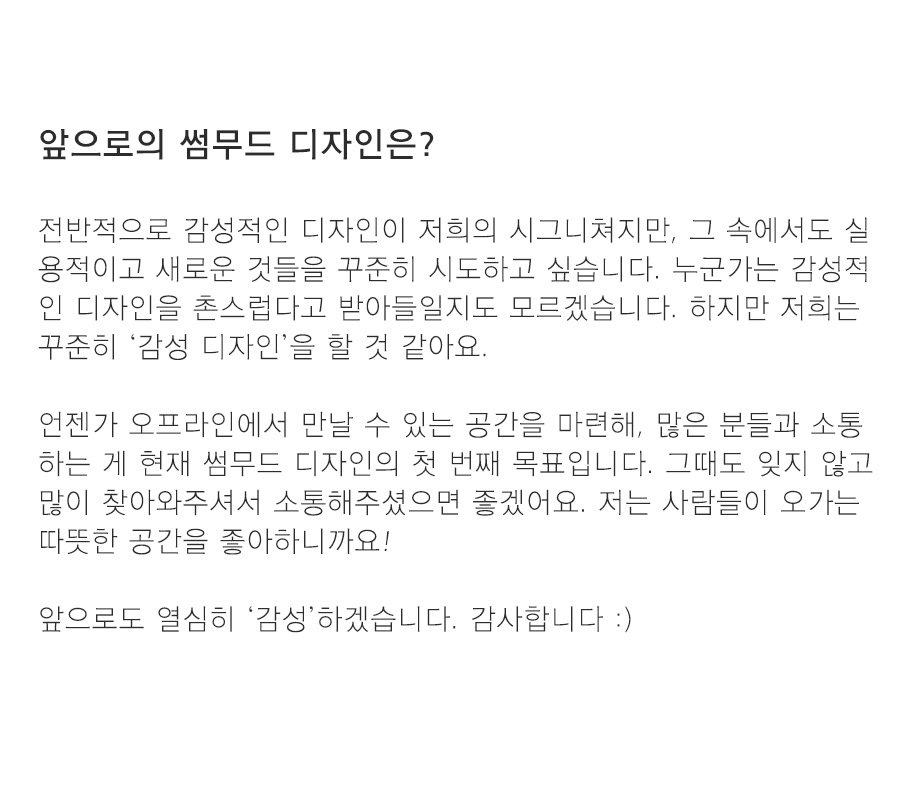 앞으로의 썸무드 디자인은?
전반적으로 감성적인 디자인이 저희의 시그니쳐지만, 그 속에서도 실
용적이고 새로운 것들을 꾸준히 시도하고 싶습니다. 누군가는 감성적
인 디자인을 촌스럽다고 받아들일지도 모르겠습니다. 하지만 저희는
꾸준히 ‘감성 디자인’을 할 것 같아요.
언젠가 오프라인에서 만날 수 있는 공간을 마련해, 많은 분들과 소통
하는 게 현재 썸무드 디자인의 첫 번째 목표입니다. 그때도 잊지 않고
많이 찾아와주셔서 소통해주셨으면 좋겠어요. 저는 사람들이 오가는
따뜻한 공간을 좋아하니까요!
앞으로도 열심히 ‘감성’하겠습니다. 감사합니다 :)